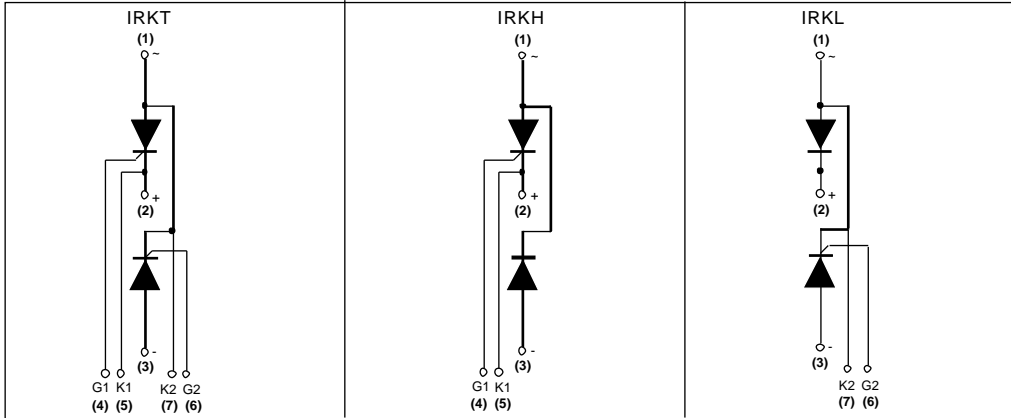 IRKT
(1)
~
+
(2)
(3)
-
G1 K1 K2 G2
(4) (5) (7) (6)
IRKH
(1)
~
+
(2)
-
(3)
G1 K1
(4) (5)
IRKL
(1)
~
+
(2)
-
(3)
K2 G2
(7) (6)